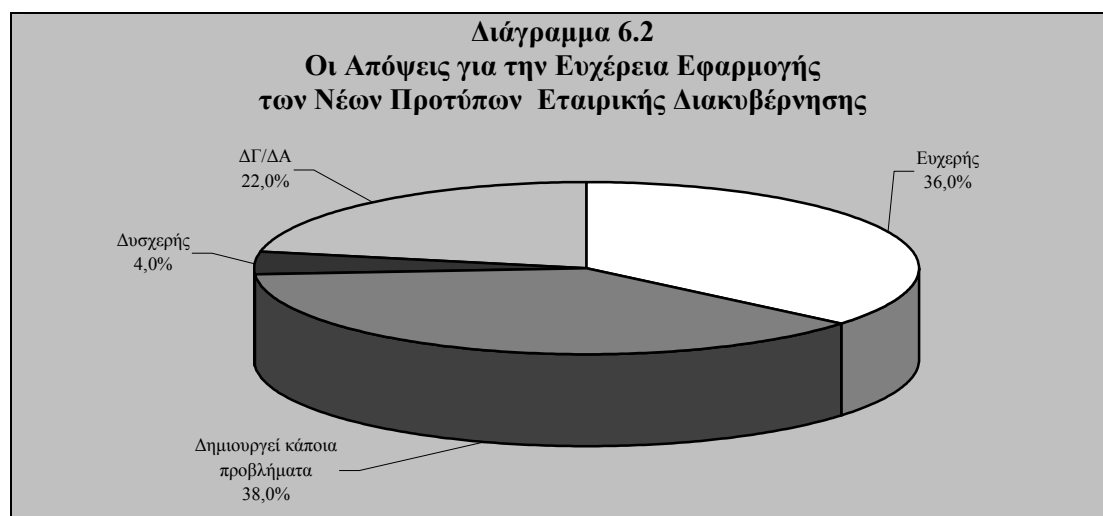 Διάγραμμα 6.2
Οι Απόψεις για την Ευχέρεια Εφαρμογής
των Νέων Προτύπων Εταιρικής Διακυβέρνησης
ΔΓ/ΔΑ
22,0%
Ευχερής
36,0%
Δυσχερής
4,0%
Δημιουργεί κάποια
προβλήματα
38,0%